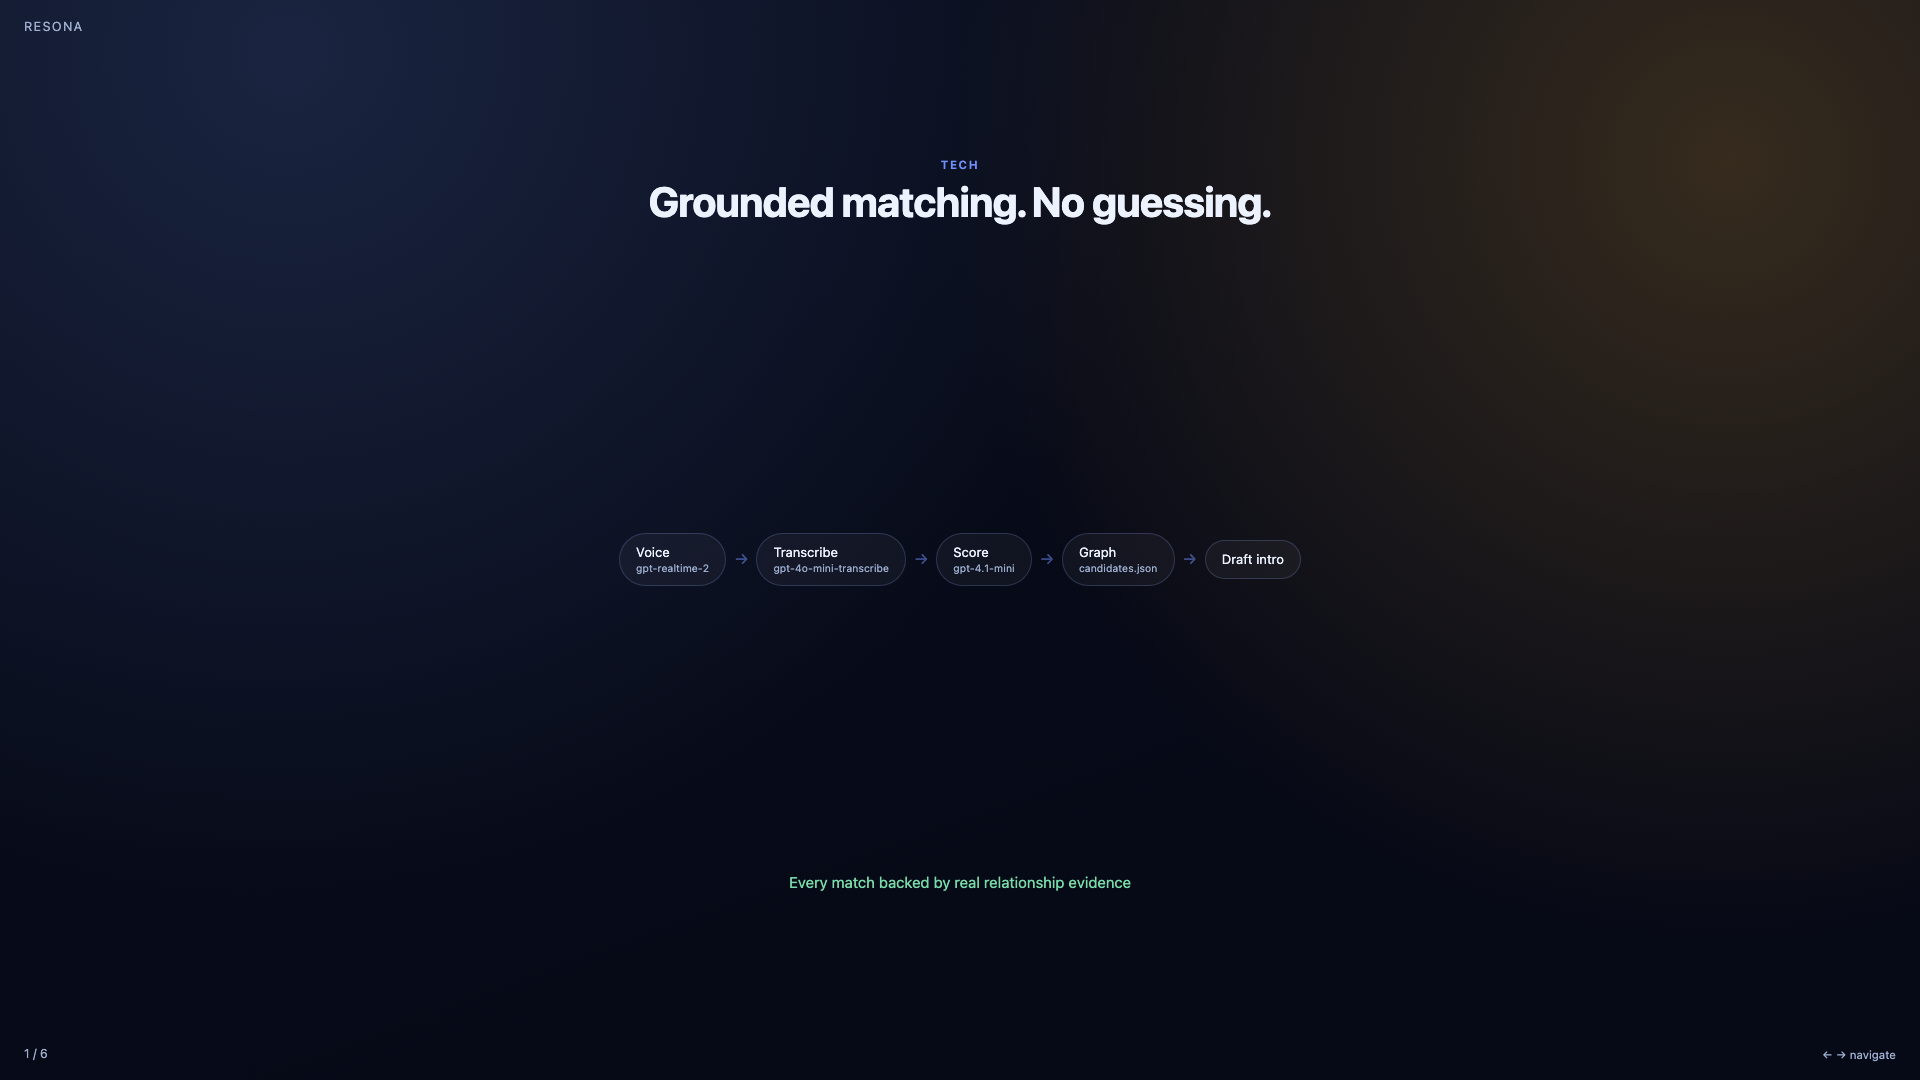 RESONA
TECH
Grounded matching. No guessing.
Voice
gpt-realtime-2
→
Transcribe
gpt-4o-mini-transcribe
→
Score
gpt-4.1-mini
→
Graph
candidates.json
→
Draft intro
Every match backed by real relationship evidence
1 / 6
← → navigate